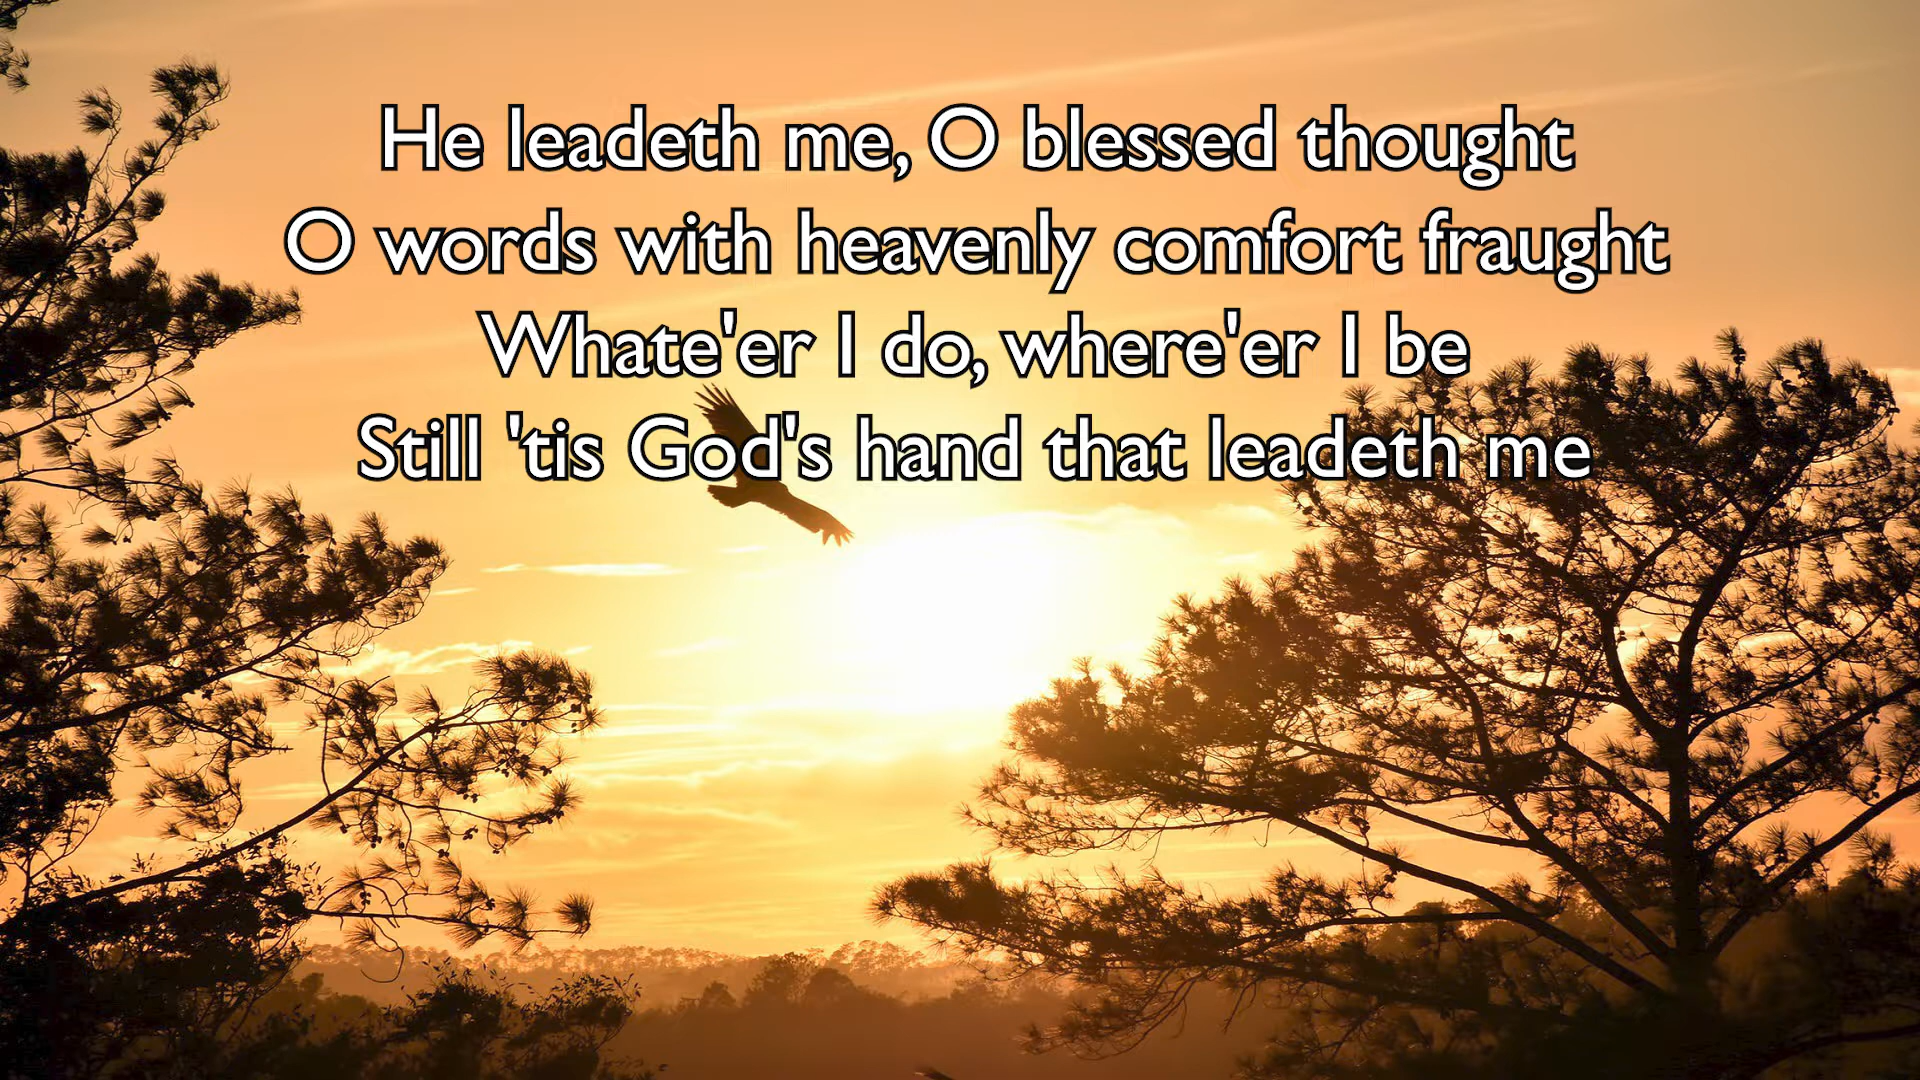 He leadeth me, O blessed thought
O words with heavenly comfort fraught
Whate'er I do, where'er I be
Still 'tis God's hand that leadeth me